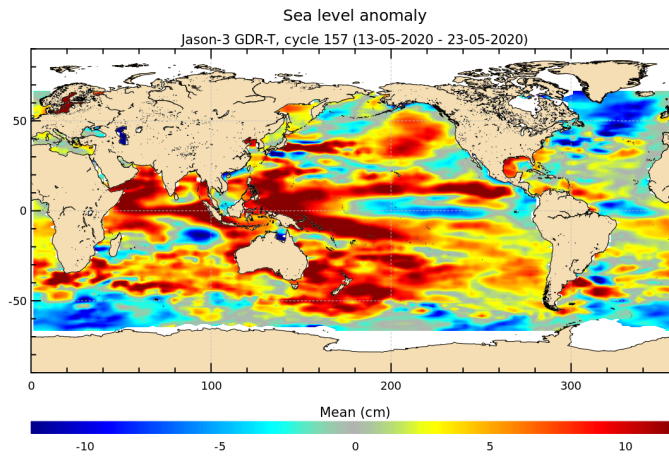 Sea level anomaly
Jason-3 GDR-T, cycle 157 (13-05-2020 - 23-05-2020)
50
0
-50
0 100 200 300
Mean (cm)
-10 -5 0 5 10